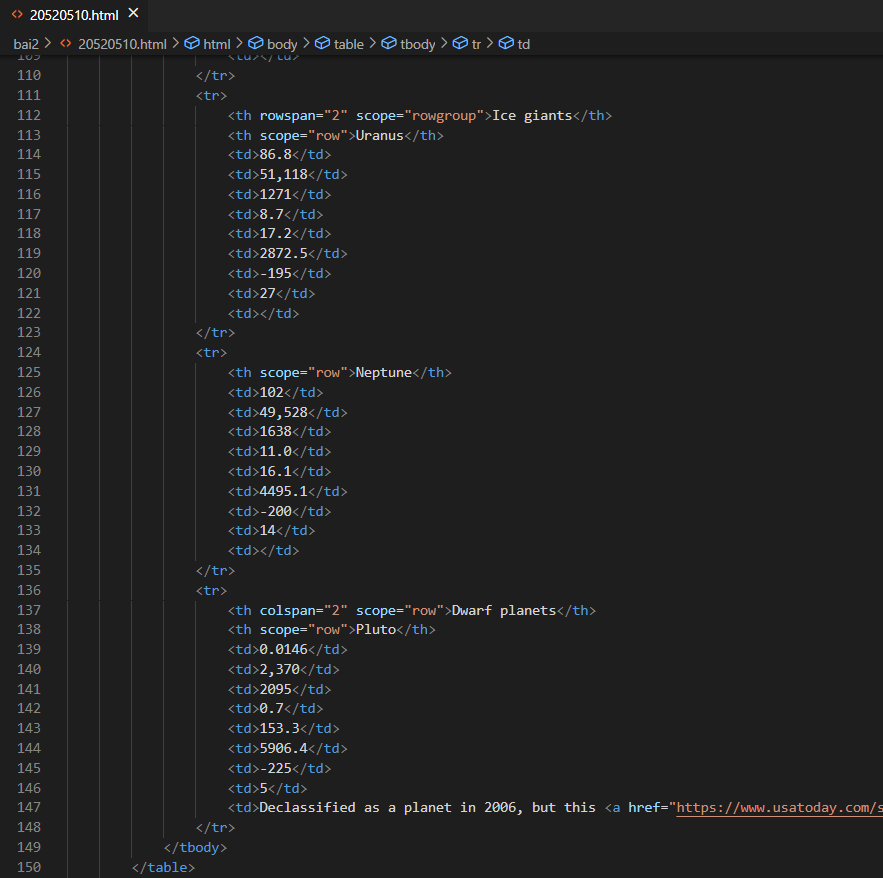 <> 20520510.html ×
bai2 > <> 20520510.html > html > body > table > tbody > tr > td
109 <td></td>
110 </tr>
111 <tr>
112 <th rowspan="2" scope="rowgroup">Ice giants</th>
113 <th scope="row">Uranus</th>
114 <td>86.8</td>
115 <td>51,118</td>
116 <td>1271</td>
117 <td>8.7</td>
118 <td>17.2</td>
119 <td>2872.5</td>
120 <td>-195</td>
121 <td>27</td>
122 <td></td>
123 </tr>
124 <tr>
125 <th scope="row">Neptune</th>
126 <td>102</td>
127 <td>49,528</td>
128 <td>1638</td>
129 <td>11.0</td>
130 <td>16.1</td>
131 <td>4495.1</td>
132 <td>-200</td>
133 <td>14</td>
134 <td></td>
135 </tr>
136 <tr>
137 <th colspan="2" scope="row">Dwarf planets</th>
138 <th scope="row">Pluto</th>
139 <td>0.0146</td>
140 <td>2,370</td>
141 <td>2095</td>
142 <td>0.7</td>
143 <td>153.3</td>
144 <td>5906.4</td>
145 <td>-225</td>
146 <td>5</td>
147 <td>Declassified as a planet in 2006, but this <a href="https://www.usatoday.com/s
148 </tr>
149 </tbody>
150 </table>